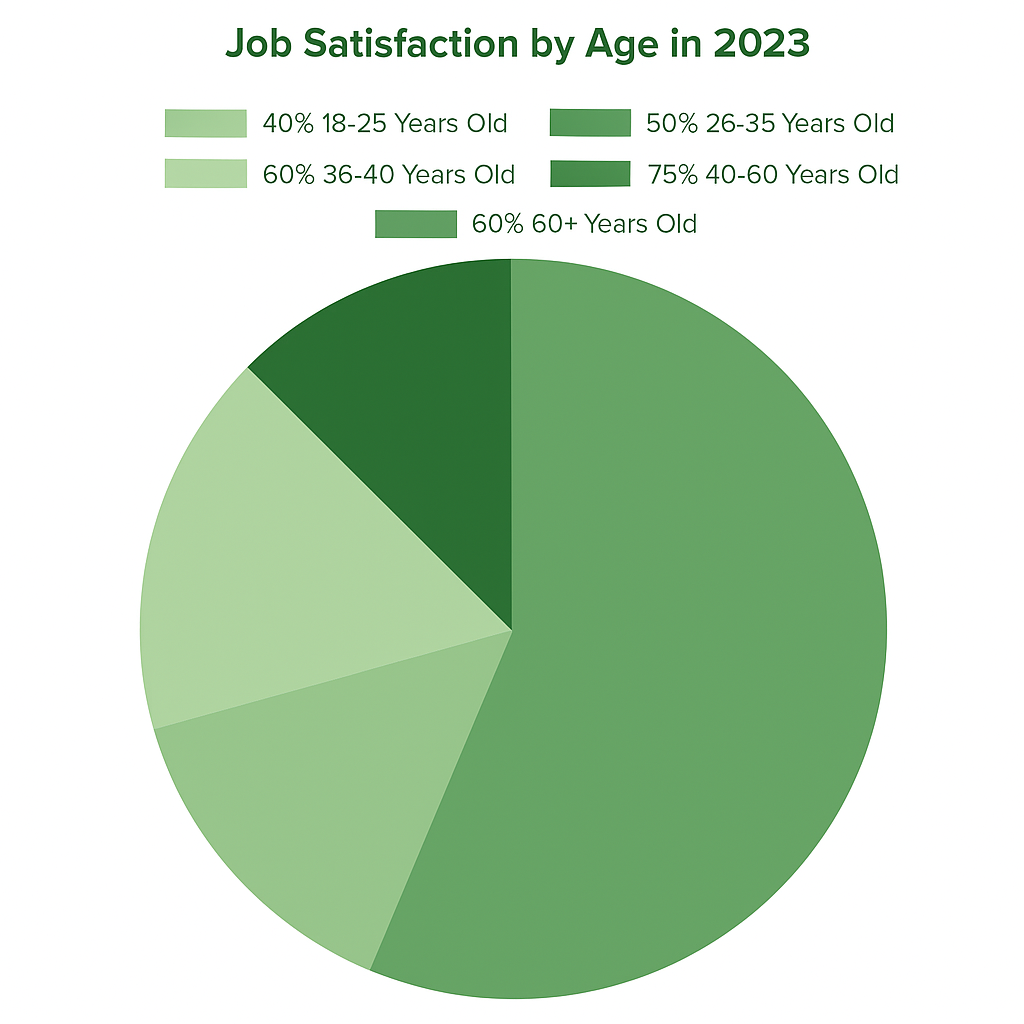 Job Satisfaction by Age in 2023
40% 18-25 Years Old
50% 26-35 Years Old
60% 36-40 Years Old
75% 40-60 Years Old
60% 60+ Years Old